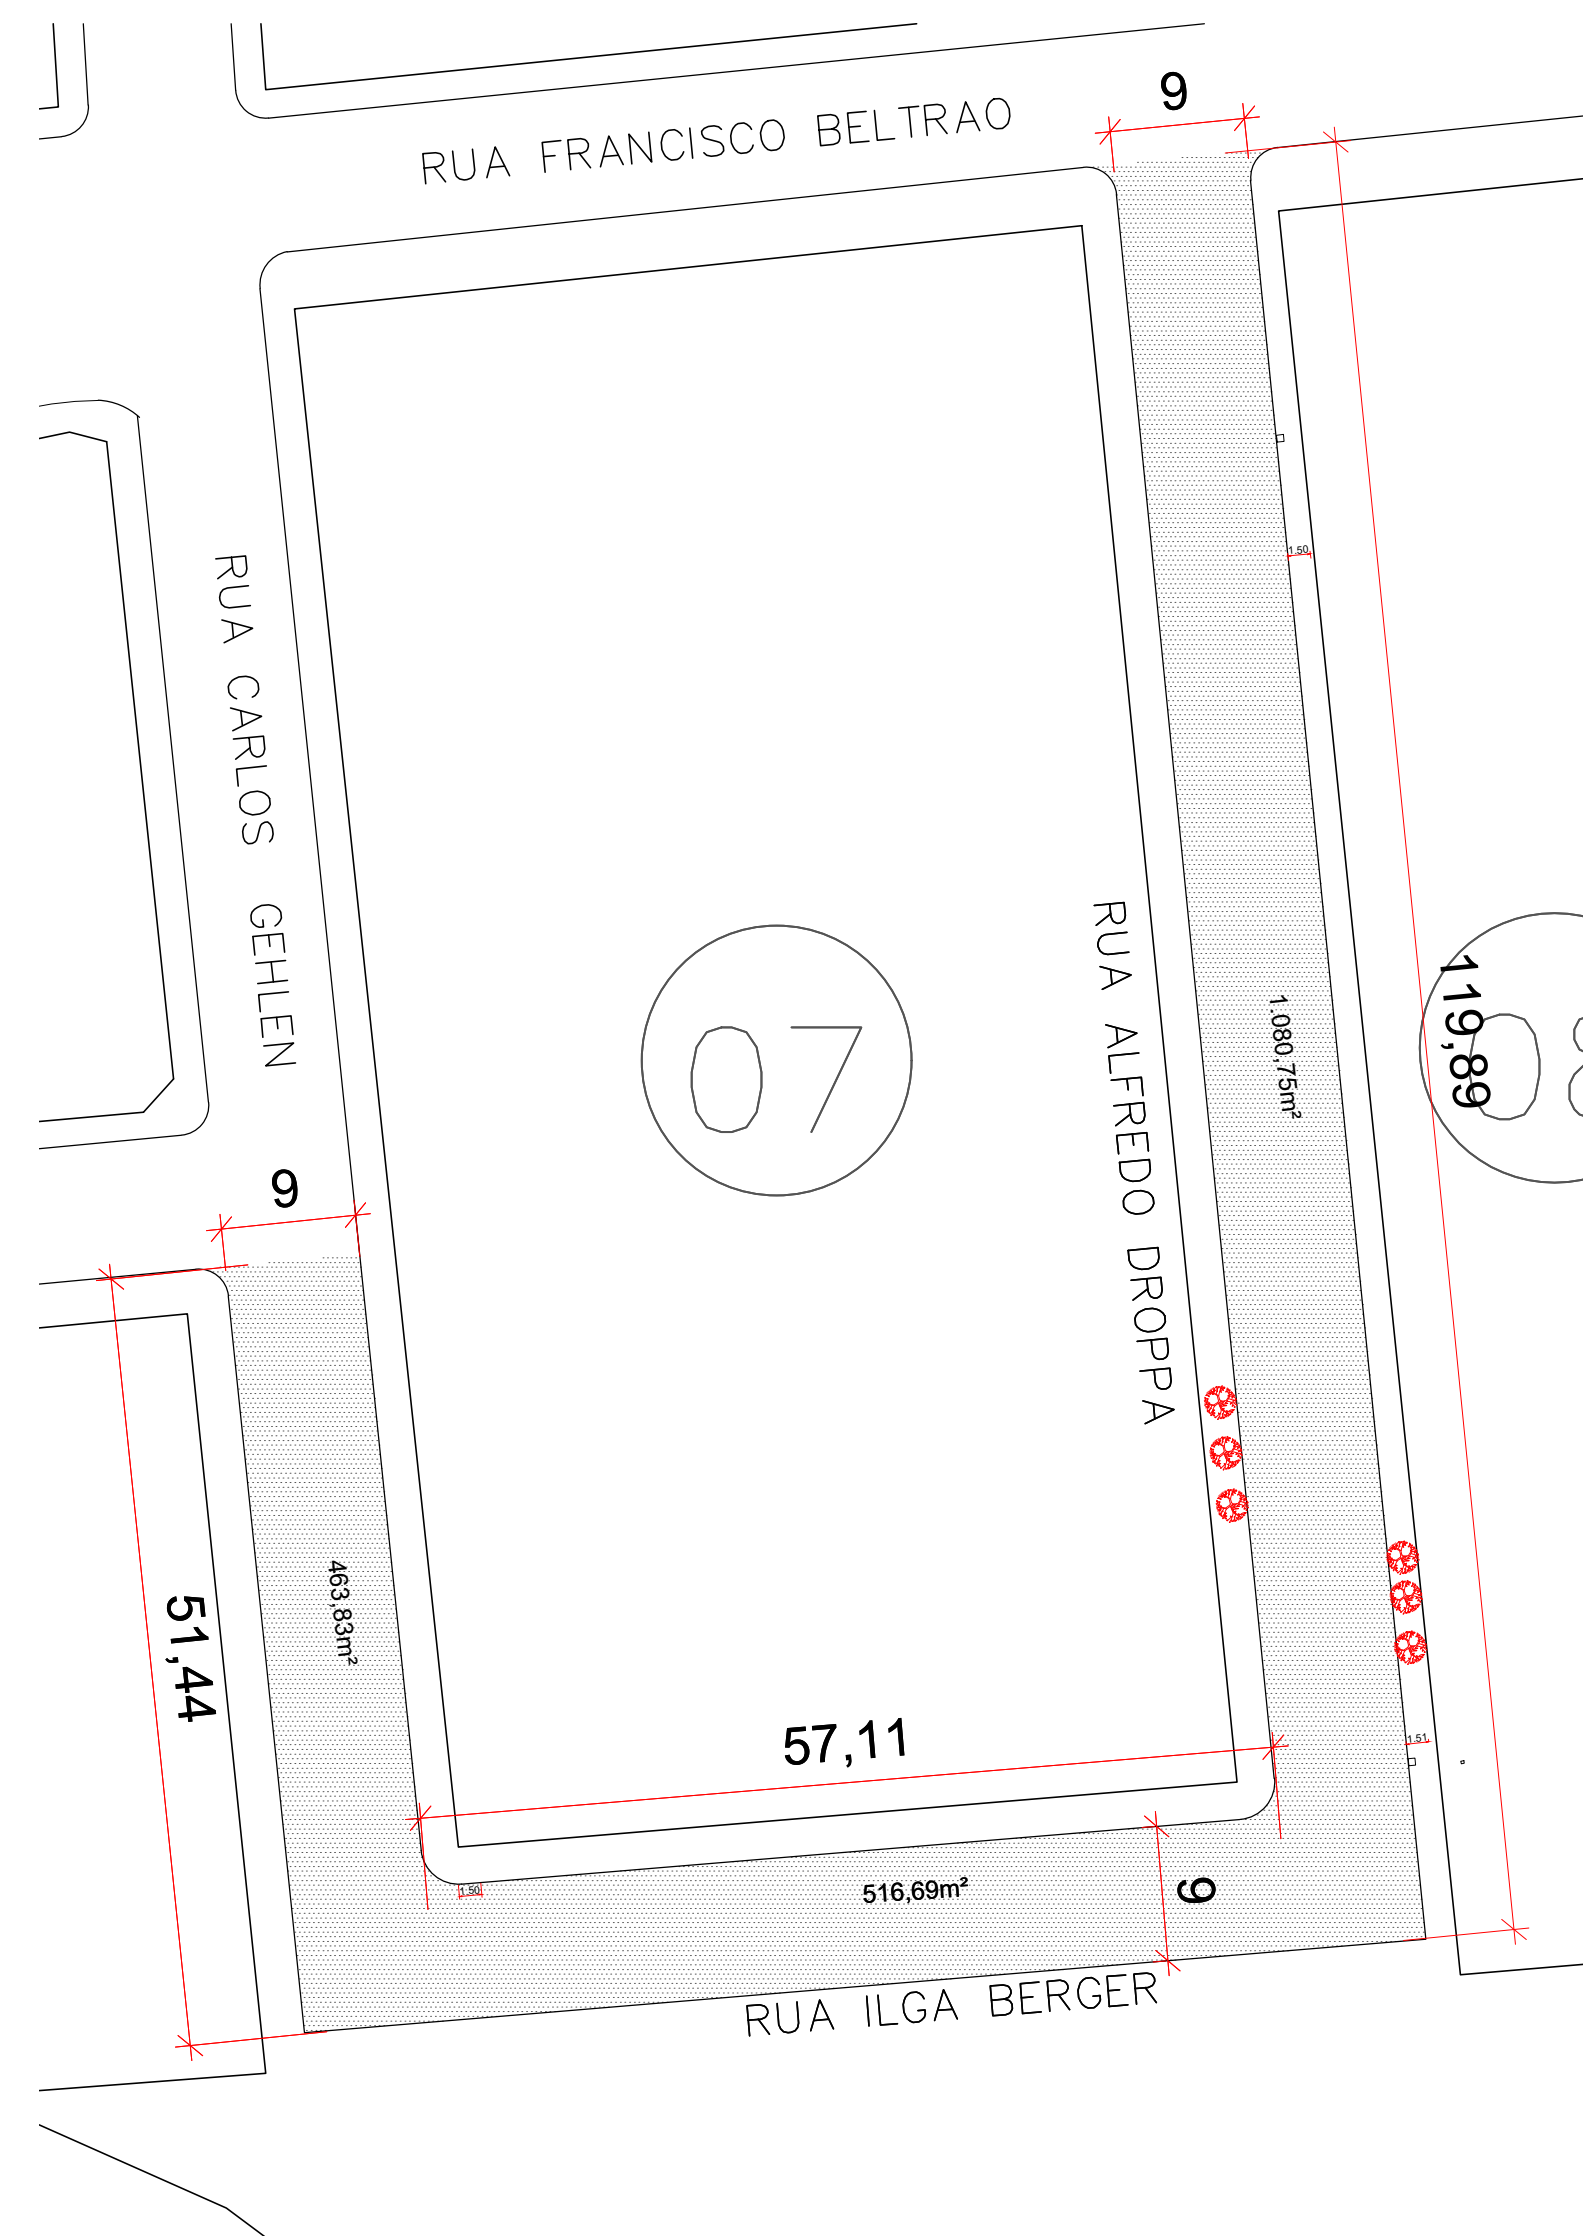 9
RUA FRANCISCO BELTRAO
1.50
RUA CARLOS GEHLEN
07
RUA ALFREDO DROPPA
1.080,75m²
119,89
08
9
463,83m²
51,44
57,11
1.51
1.50
516,69m²
9
RUA ILGA BERGER